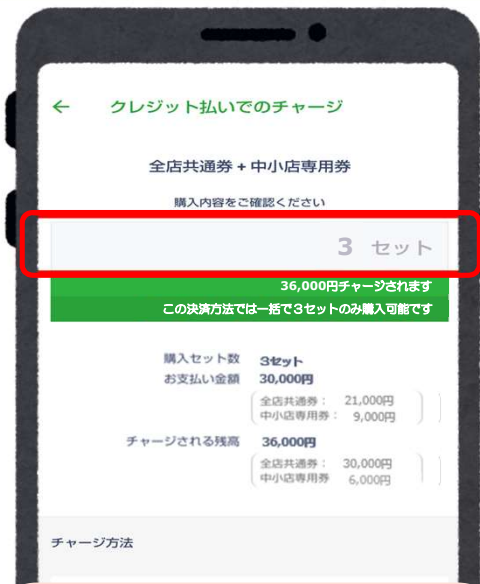 ← クレジット払いでのチャージ
全店共通券 + 中小店専用券
購入内容をご確認ください
3 セット
36,000円チャージされます
この決済方法では一括で3セットのみ購入可能です
購入セット数 3セット
お支払い金額 30,000円
全店共通券： 21,000円
中小店専用券： 9,000円
チャージされる残高 36,000円
全店共通券： 30,000円
中小店専用券 6,000円
チャージ方法